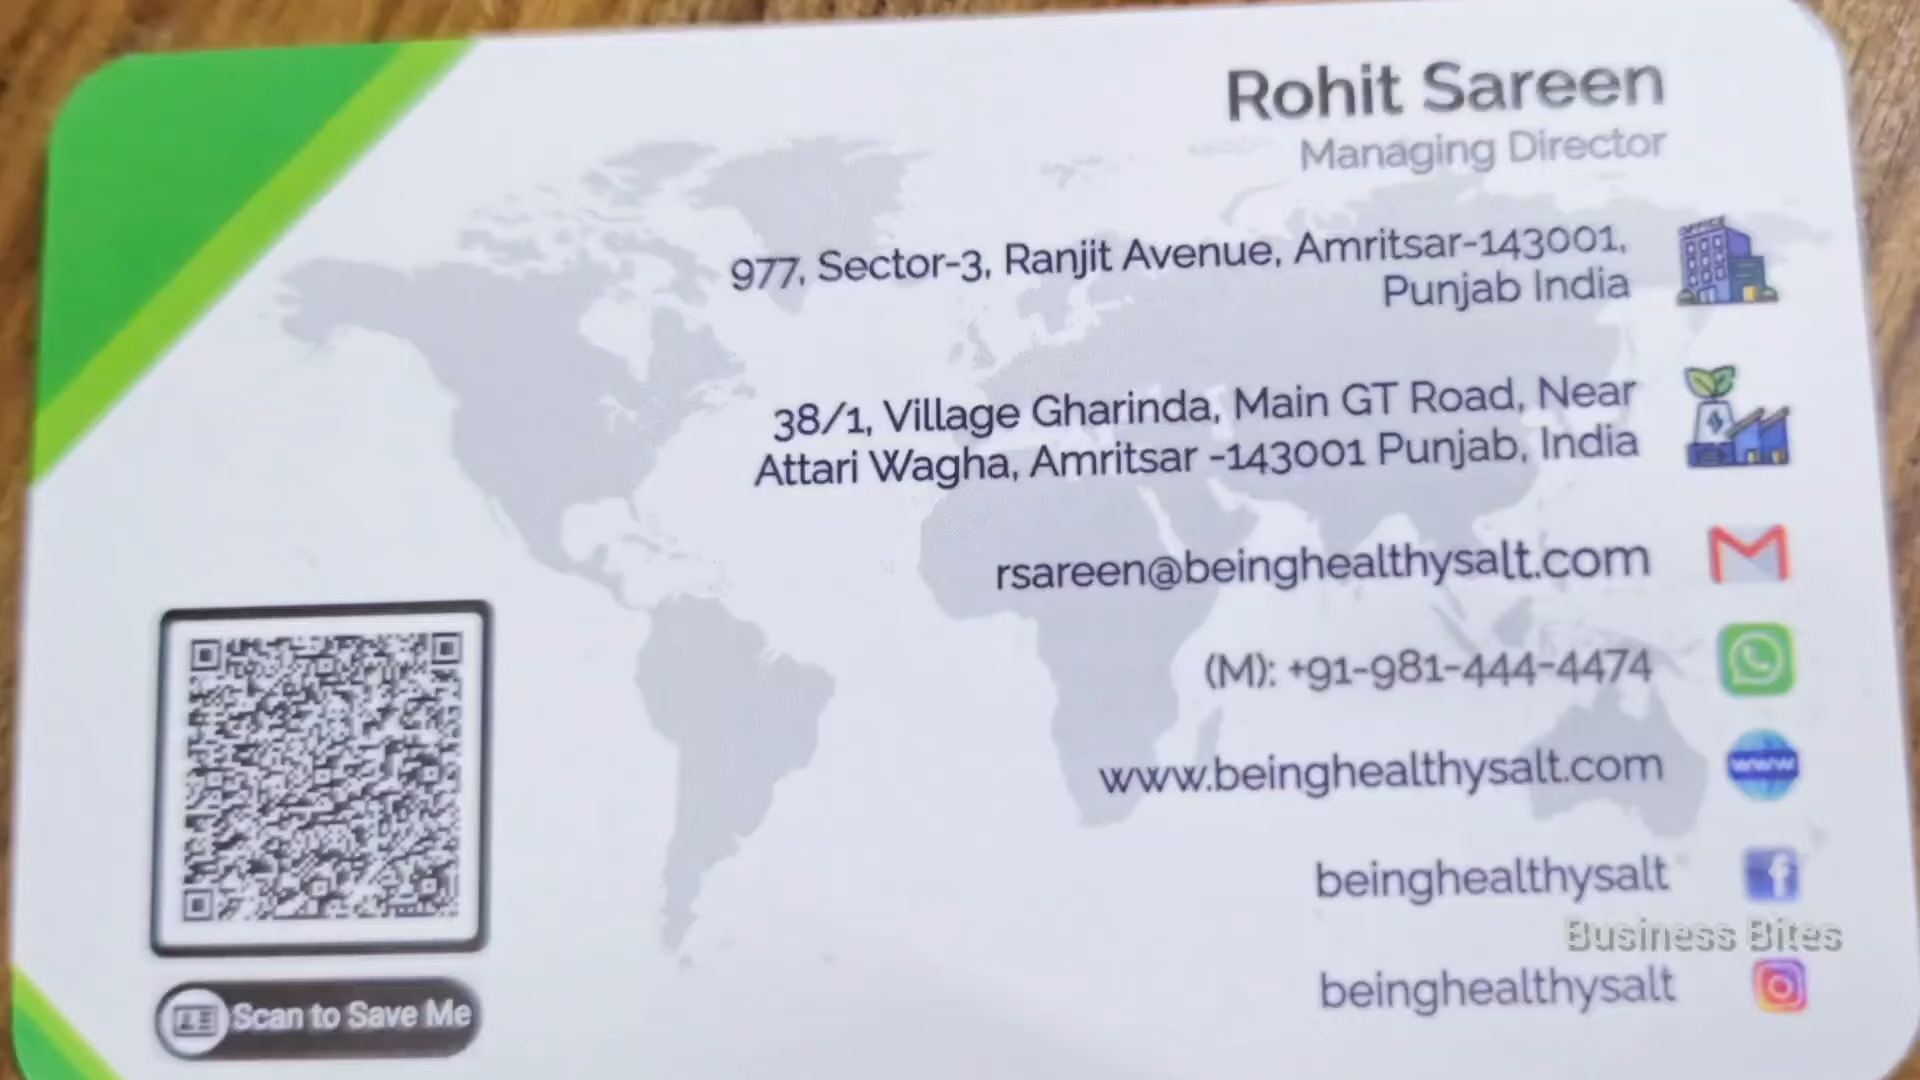 Rohit Sareen
Managing Director
977, Sector-3, Ranjit Avenue, Amritsar-143001,
Punjab India
38/1, Village Gharinda, Main GT Road, Near
Attari Wagha, Amritsar -143001 Punjab, India
rsareen@beinghealthysalt.com
(M): +91-981-444-4474
www.beinghealthysalt.com
www
beinghealthysalt
Business Bites
beinghealthysalt
Scan to Save Me